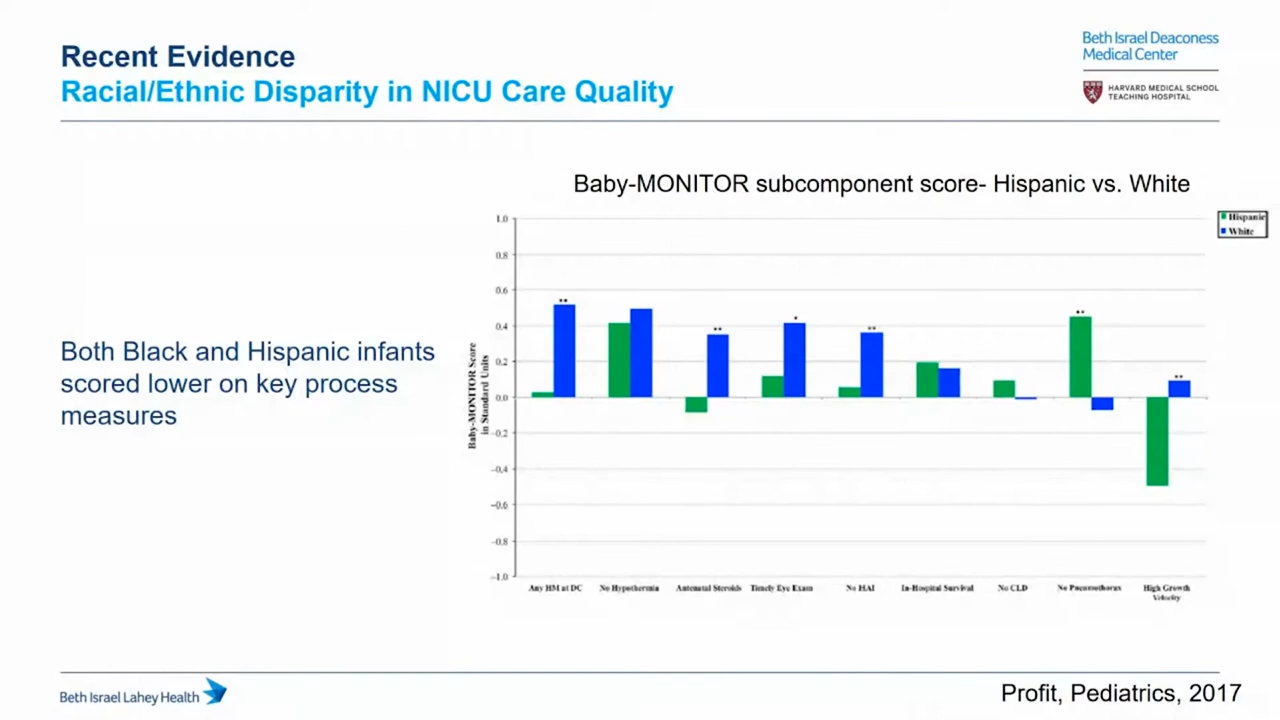 Recent Evidence
Racial/Ethnic Disparity in NICU Care Quality
Beth Israel Deaconess
Medical Center
HARVARD MEDICAL SCHOOL
TEACHING HOSPITAL
Both Black and Hispanic infants
scored lower on key process
measures
Baby-MONITOR subcomponent score- Hispanic vs. White
Hispanic
White
Baby-MONITOR Score
in Standard Units
1.0
0.8
0.6
0.4
0.2
0.0
-0.2
-0.4
-0.6
-0.8
-1.0
**
**
*
**
**
**
Any HM at DC
No Hypothermia
Antenatal Steroids
Timely Eye Exam
No HAI
In-Hospital Survival
No CLD
No Pneumothorax
High Growth
Velocity
Beth Israel Lahey Health
Profit, Pediatrics, 2017